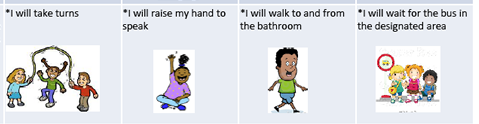 *I will take turns
*I will raise my hand to
speak
*I will walk to and from
the bathroom
*I will wait for the bus in
the designated area